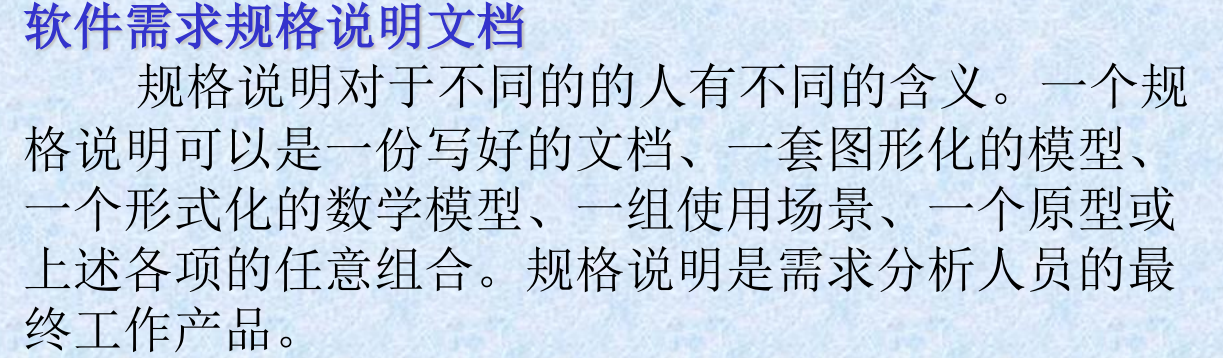 软件需求规格说明文档
规格说明对于不同的的人有不同的含义。一个规
格说明可以是一份写好的文档、一套图形化的模型、
一个形式化的数学模型、一组使用场景、一个原型或
上述各项的任意组合。规格说明是需求分析人员的最
终工作产品。